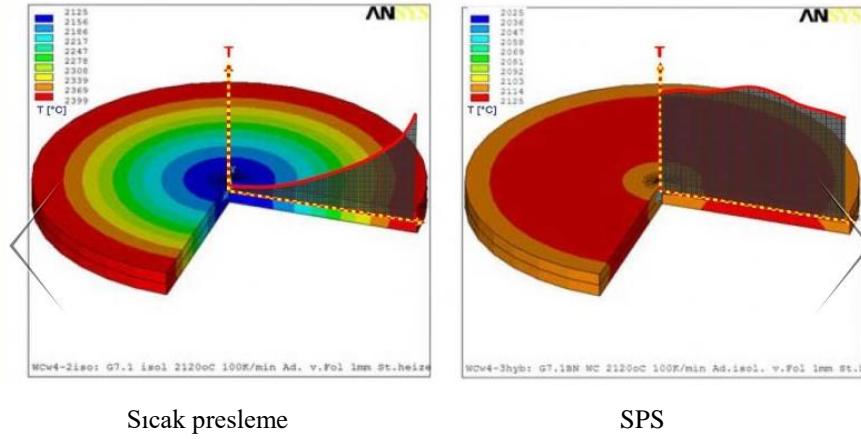 2125
2156
2186
2217
2247
2278
2308
2339
2369
2399
T [°C]
T
ANSYS
WCw4-2iso: G7.1 isol 2120oC 100K/min Ad. v.Fol 1mm St.heize
2025
2036
2047
2058
2069
2081
2092
2103
2114
2125
T [°C]
T
ANSYS
WCw4-3hyb: G7.1BN WC 2120oC 100K/min Ad.isol. v.Fol 1mm St.
Sıcak presleme
SPS